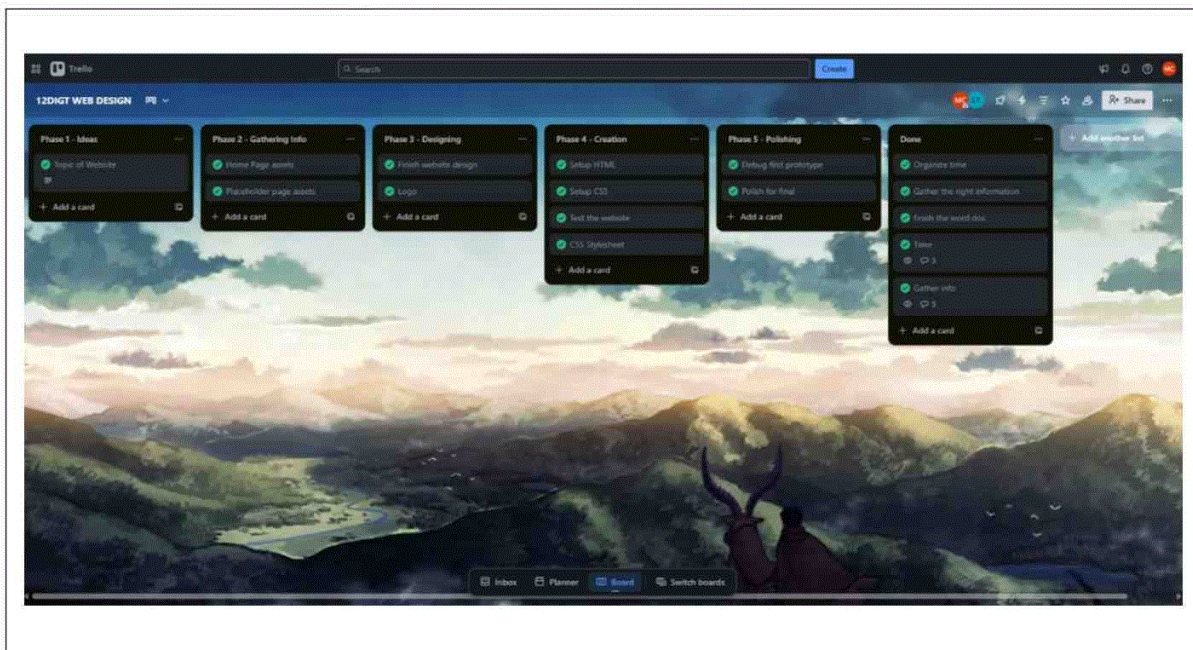 Trello
Search
Create
MC
12DIGT WEB DESIGN
MC
Share
Phase 1 - Ideas
Topic of Website
+ Add a card
Phase 2 - Gathering Info
Home Page assets
Placeholder page assets
+ Add a card
Phase 3 - Designing
Finish website design
Logo
+ Add a card
Phase 4 - Creation
Setup HTML
Setup CSS
Test the website
CSS Stylesheet
+ Add a card
Phase 5 - Polishing
Debug first prototype
Polish for final
+ Add a card
Done
Organize time
Gather the right information
Finish the word doc
Time
3
Gather info
5
+ Add a card
+ Add another list
Inbox
Planner
Board
Switch boards